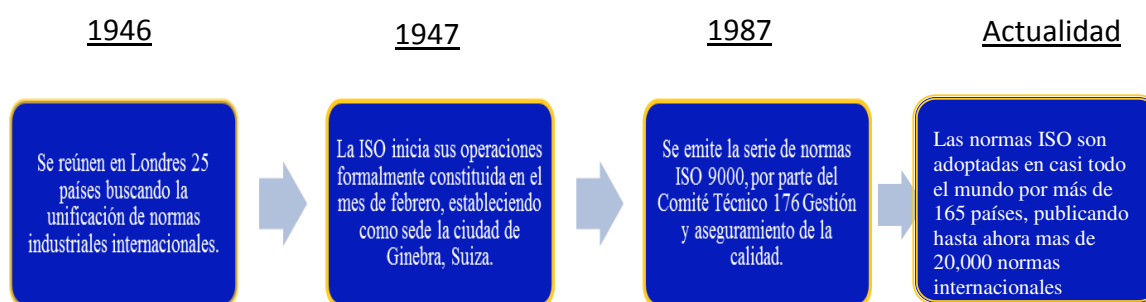 1946
Se reúnen en Londres 25
países buscando la
unificación de normas
industriales internacionales.
1947
La ISO inicia sus operaciones
formalmente constituida en el
mes de febrero, estableciendo
como sede la ciudad de
Ginebra, Suiza.
1987
Se emite la serie de normas
ISO 9000, por parte del
Comité Técnico 176 Gestión
y aseguramiento de la
calidad.
Actualidad
Las normas ISO son
adoptadas en casi todo
el mundo por más de
165 países, publicando
hasta ahora mas de
20,000 normas
internacionales